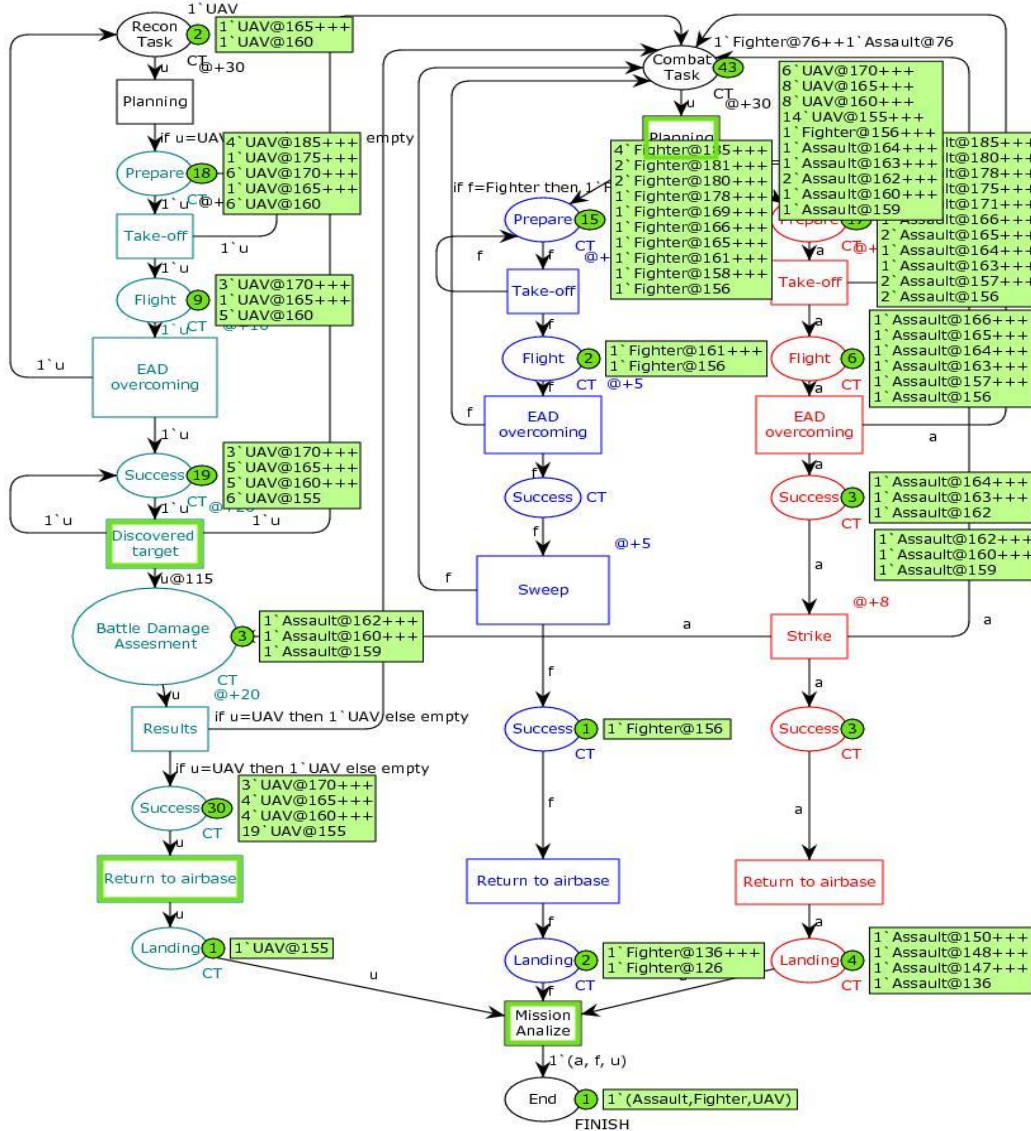 1`UAV
Recon
Task
2
1`UAV@165+++
1`UAV@160
CT
@+30
u
Planning
if u=UAV
empty
Prepare
18
4`UAV@185+++
1`UAV@175+++
6`UAV@170+++
1`UAV@165+++
6`UAV@160
CT
1`u
Take-off
1`u
1`u
Flight
9
3`UAV@170+++
1`UAV@165+++
5`UAV@160
CT
@+10
1`u
EAD
overcoming
1`u
1`u
Success
19
3`UAV@170+++
5`UAV@165+++
5`UAV@160+++
6`UAV@155
CT
@+20
1`u
1`u
1`u
Discovered
target
u@115
Battle Damage
Assesment
3
1`Assault@162+++
1`Assault@160+++
1`Assault@159
CT
@+20
u
Results
if u=UAV then 1`UAV else empty
if u=UAV then 1`UAV else empty
Success
30
3`UAV@170+++
4`UAV@165+++
4`UAV@160+++
19`UAV@155
CT
u
Return to airbase
u
Landing
1
1`UAV@155
CT
u
1`Fighter@76++1`Assault@76
Combat
Task
43
CT
@+30
6`UAV@170+++
8`UAV@165+++
8`UAV@160+++
14`UAV@155+++
1`Fighter@156+++
1`Assault@164+++
1`Assault@163+++
2`Assault@162+++
1`Assault@160+++
1`Assault@159
u
Planning
if f=Fighter then 1`
Prepare
15
4`Fighter@185+++
2`Fighter@181+++
2`Fighter@180+++
1`Fighter@178+++
1`Fighter@169+++
1`Fighter@166+++
1`Fighter@165+++
1`Fighter@161+++
1`Fighter@158+++
1`Fighter@156
CT
f
f
Take-off
f
Flight
2
1`Fighter@161+++
1`Fighter@156
CT
@+5
f
EAD
overcoming
f
f
Success
CT
f
@+5
Sweep
f
f
Success
1
1`Fighter@156
CT
f
Return to airbase
f
Landing
2
1`Fighter@136+++
1`Fighter@126
CT
f
Prepare
17
@185+++
@180+++
@178+++
@175+++
@171+++
@166+++
2`Assault@165+++
1`Assault@164+++
1`Assault@163+++
2`Assault@157+++
2`Assault@156
CT
a
Take-off
a
Flight
6
1`Assault@166+++
1`Assault@165+++
1`Assault@164+++
1`Assault@163+++
1`Assault@157+++
1`Assault@156
CT
a
EAD
overcoming
a
a
Success
3
1`Assault@164+++
1`Assault@163+++
1`Assault@162
CT
1`Assault@162+++
1`Assault@160+++
1`Assault@159
a
@+8
Strike
a
a
a
Success
3
CT
a
Return to airbase
a
Landing
4
1`Assault@150+++
1`Assault@148+++
1`Assault@147+++
1`Assault@136
CT
Mission
Analize
1`(a, f, u)
End
1
1`(Assault,Fighter,UAV)
FINISH